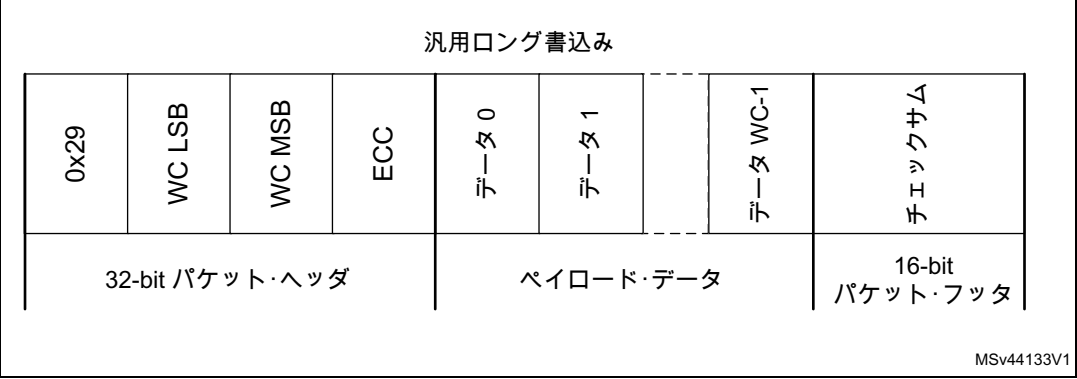 汎用ロング書込み
0x29
WC LSB
WC MSB
ECC
データ 0
データ 1
データ WC-1
チェックサム
32-bit パケット·ヘッダ
ペイロード·データ
16-bit
パケット·フッタ
MSv44133V1